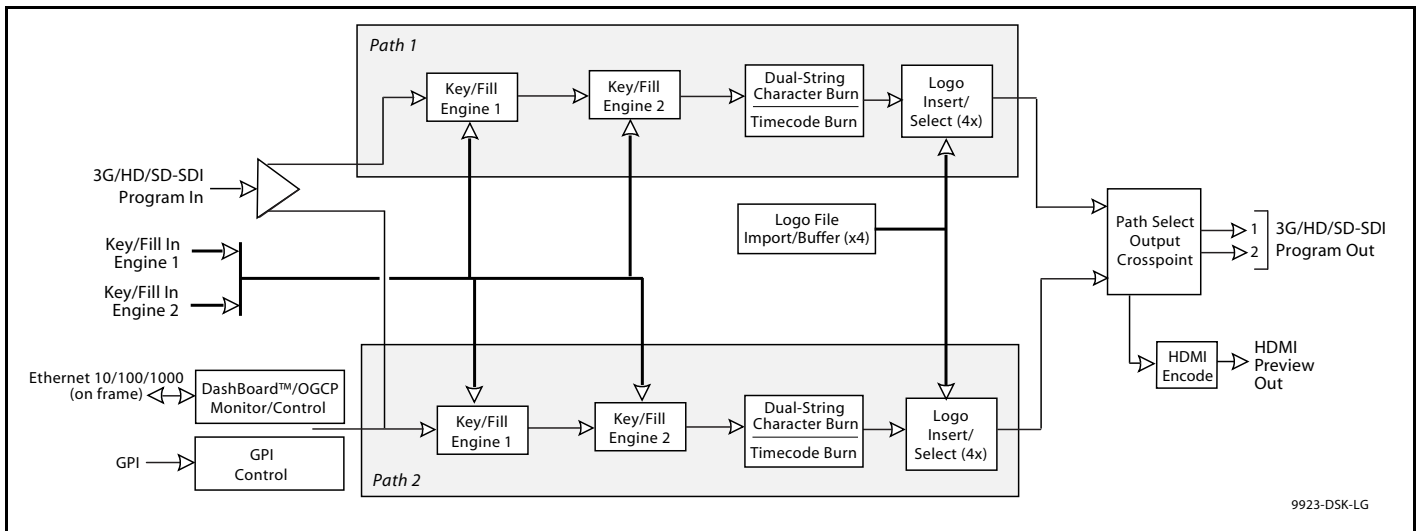 Path 1
Key/Fill
Engine 1
Key/Fill
Engine 2
Dual-String
Character Burn
Timecode Burn
Logo
Insert/
Select (4x)
3G/HD/SD-SDI
Program In
Key/Fill In
Engine 1
Key/Fill In
Engine 2
Logo File
Import/Buffer (x4)
Path Select
Output
Crosspoint
1
2
3G/HD/SD-SDI
Program Out
HDMI
Encode
HDMI
Preview
Out
Ethernet 10/100/1000
(on frame)
DashBoard™/OGCP
Monitor/Control
GPI
GPI
Control
Key/Fill
Engine 1
Key/Fill
Engine 2
Dual-String
Character Burn
Timecode Burn
Logo
Insert/
Select (4x)
Path 2
9923-DSK-LG